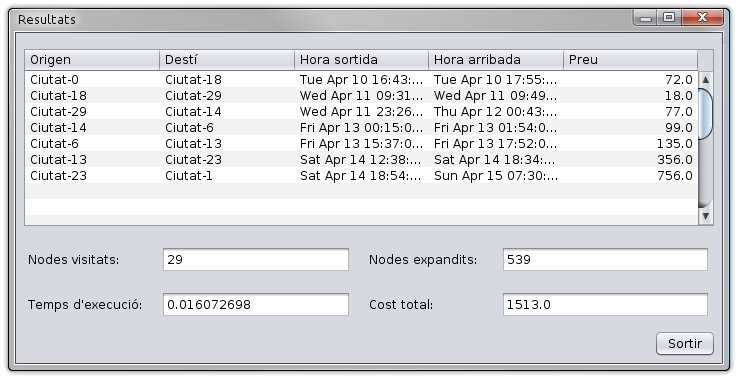 Resultats
Origen Destí Hora sortida Hora arribada Preu
Ciutat-0 Ciutat-18 Tue Apr 10 16:43:... Tue Apr 10 17:55:... 72.0
Ciutat-18 Ciutat-29 Wed Apr 11 09:31... Wed Apr 11 09:49... 18.0
Ciutat-29 Ciutat-14 Wed Apr 11 23:26... Thu Apr 12 00:43:... 77.0
Ciutat-14 Ciutat-6 Fri Apr 13 00:15:0... Fri Apr 13 01:54:0... 99.0
Ciutat-6 Ciutat-13 Fri Apr 13 15:37:0... Fri Apr 13 17:52:0... 135.0
Ciutat-13 Ciutat-23 Sat Apr 14 12:38:... Sat Apr 14 18:34:... 356.0
Ciutat-23 Ciutat-1 Sat Apr 14 18:54:... Sun Apr 15 07:30:... 756.0
Nodes visitats: 29 Nodes expandits: 539
Temps d'execució: 0.016072698 Cost total: 1513.0
Sortir